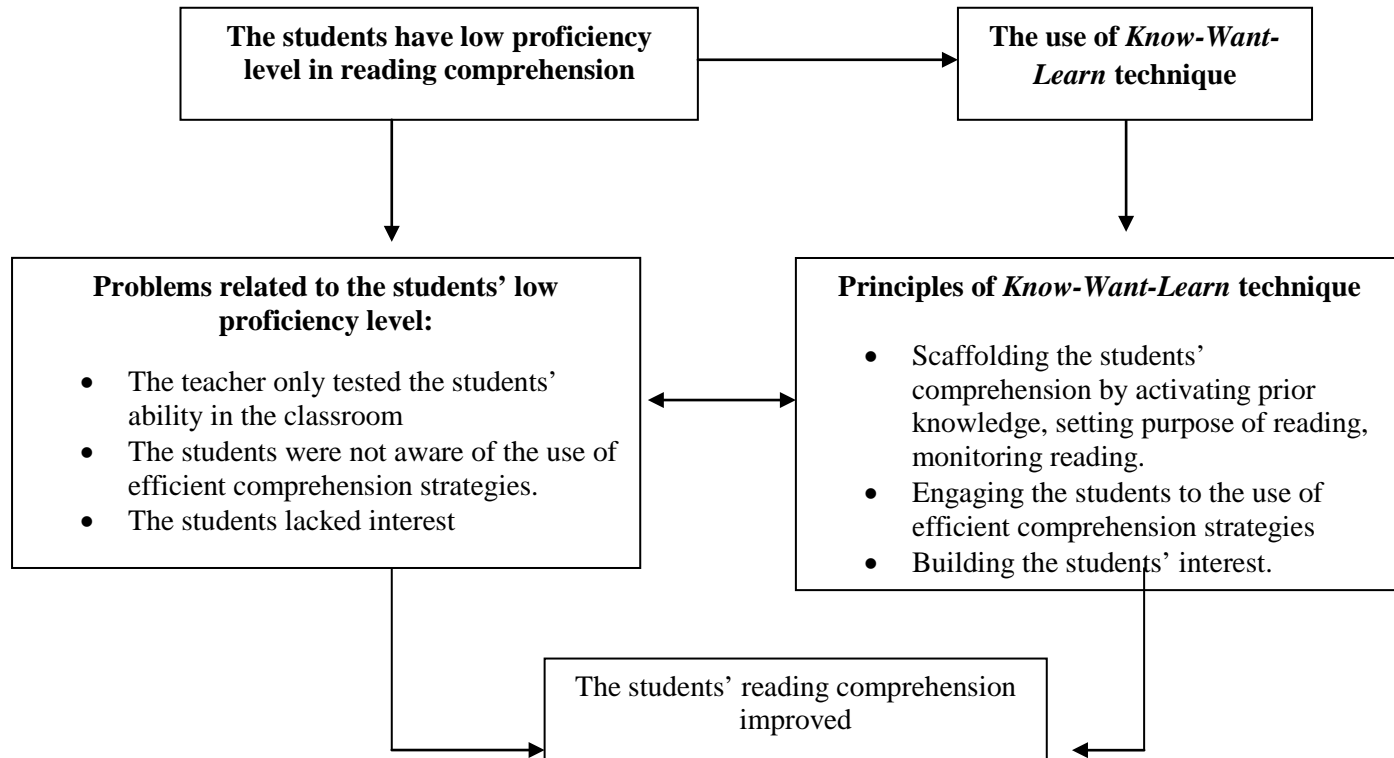 The students have low proficiency
level in reading comprehension
The use of Know-Want-
Learn technique
Problems related to the students’ low
proficiency level:
• The teacher only tested the students’
ability in the classroom
• The students were not aware of the use of
efficient comprehension strategies.
• The students lacked interest
Principles of Know-Want-Learn technique
• Scaffolding the students’
comprehension by activating prior
knowledge, setting purpose of reading,
monitoring reading.
• Engaging the students to the use of
efficient comprehension strategies
• Building the students’ interest.
The students’ reading comprehension
improved